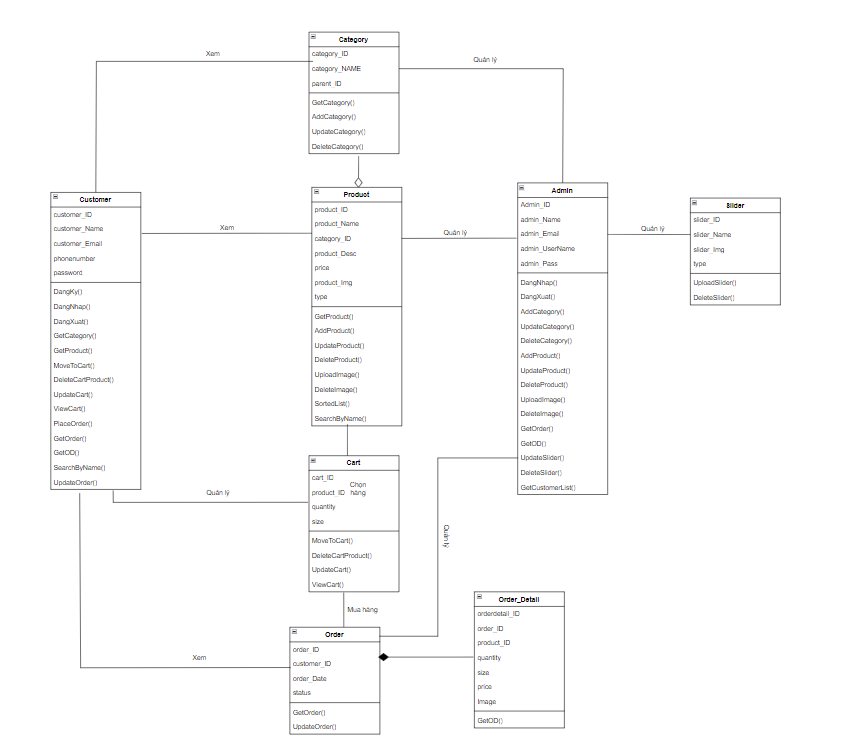 Category
category_ID
category_NAME
parent_ID
GetCategory()
AddCategory()
UpdateCategory()
DeleteCategory()
Xem
Quản lý
Customer
customer_ID
customer_Name
customer_Email
phonenumber
password
DangKy()
DangNhap()
DangXuat()
GetCategory()
GetProduct()
MoveToCart()
DeleteCartProduct()
UpdateCart()
ViewCart()
PlaceOrder()
GetOrder()
GetOD()
SearchByName()
UpdateOrder()
Xem
Product
product_ID
product_Name
category_ID
product_Desc
price
product_Img
type
GetProduct()
AddProduct()
UpdateProduct()
DeleteProduct()
UploadImage()
DeleteImage()
SortedList()
SearchByName()
Quản lý
Admin
Admin_ID
admin_Name
admin_Email
admin_UserName
admin_Pass
DangNhap()
DangXuat()
AddCategory()
UpdateCategory()
DeleteCategory()
AddProduct()
UpdateProduct()
DeleteProduct()
UploadImage()
DeleteImage()
GetOrder()
GetOD()
UpdateSlider()
DeleteSlider()
GetCustomerList()
Quản lý
Slider
slider_ID
slider_Name
slider_Img
type
UploadSlider()
DeleteSlider()
Cart
cart_ID
product_ID
quantity
size
Chọn
hàng
MoveToCart()
DeleteCartProduct()
UpdateCart()
ViewCart()
Quản lý
Quản lý
Mua hàng
Order
order_ID
customer_ID
order_Date
status
GetOrder()
UpdateOrder()
Xem
Order_Detail
orderdetail_ID
order_ID
product_ID
quantity
size
price
Image
GetOD()